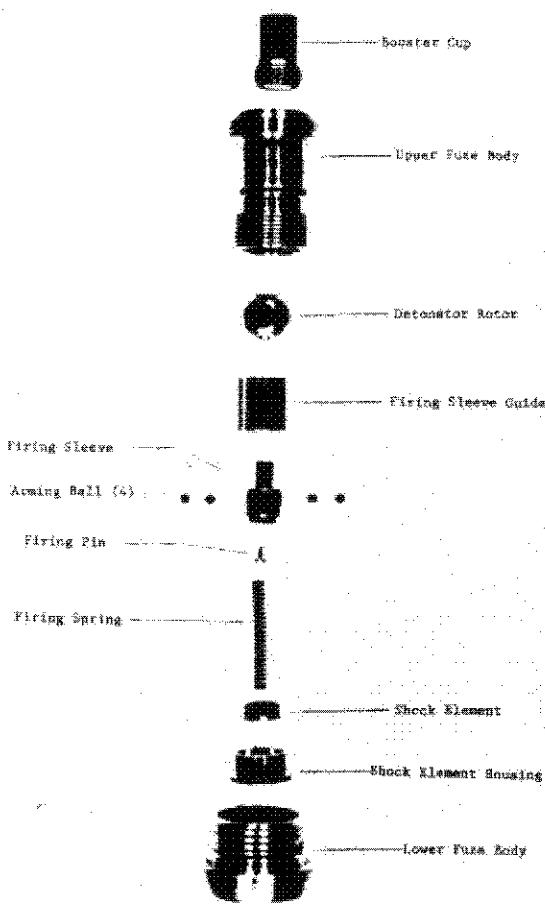 Booster Cup
Upper Fuze Body
Detonator Rotor
Firing Sleeve Guide
Firing Sleeve
Arming Ball (4)
Firing Pin
Firing Spring
Shock Element
Shock Element Housing
Lower Fuze Body